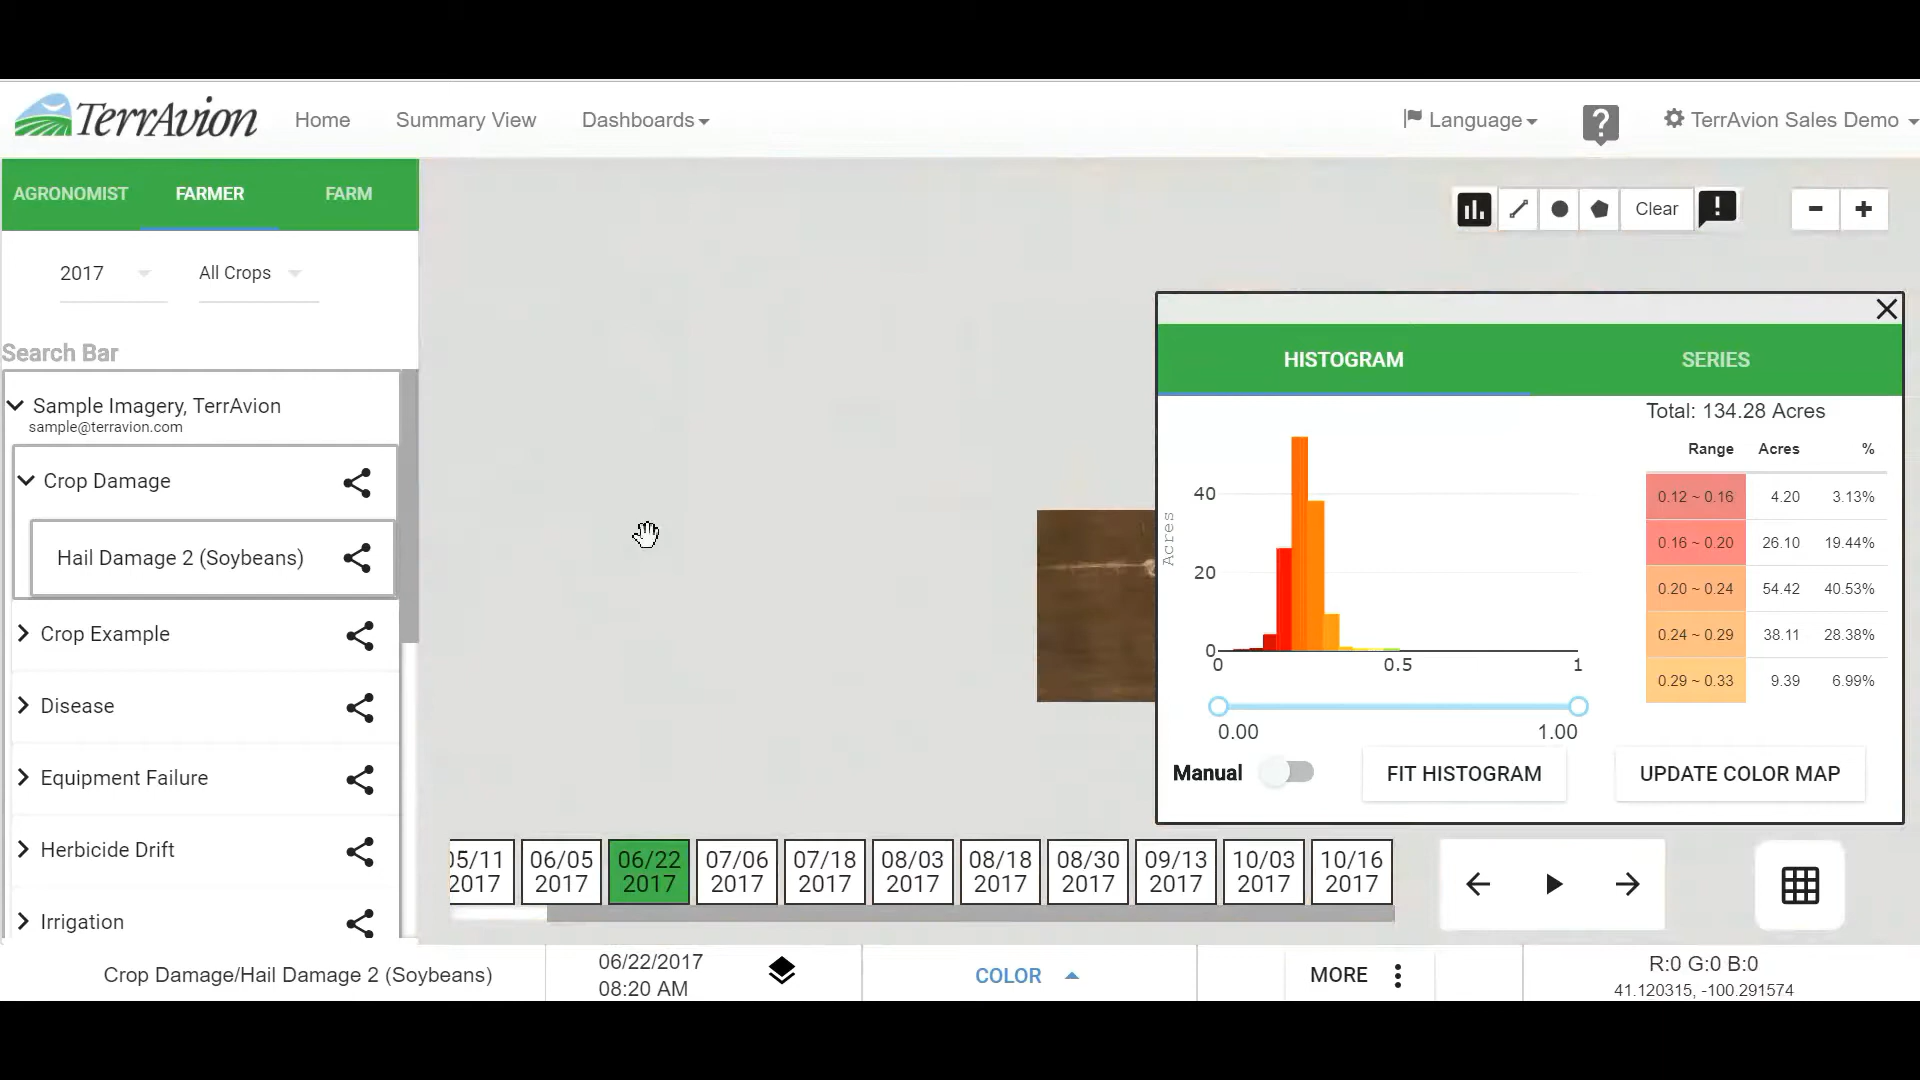 TerrAvion
Home
Summary View
Dashboards
Language
?
TerrAvion Sales Demo
AGRONOMIST
FARMER
FARM
2017
All Crops
Search Bar
Sample Imagery, TerrAvion
sample@terravion.com
Crop Damage
Hail Damage 2 (Soybeans)
Crop Example
Disease
Equipment Failure
Herbicide Drift
Irrigation
Clear
!
HISTOGRAM
SERIES
Acres
40
20
0
0
0.5
1
0.00
1.00
Total: 134.28 Acres
Range Acres %
0.12 ~ 0.16 4.20 3.13%
0.16 ~ 0.20 26.10 19.44%
0.20 ~ 0.24 54.42 40.53%
0.24 ~ 0.29 38.11 28.38%
0.29 ~ 0.33 9.39 6.99%
Manual
FIT HISTOGRAM
UPDATE COLOR MAP
05/11
2017
06/05
2017
06/22
2017
07/06
2017
07/18
2017
08/03
2017
08/18
2017
08/30
2017
09/13
2017
10/03
2017
10/16
2017
Crop Damage/Hail Damage 2 (Soybeans)
06/22/2017
08:20 AM
COLOR
MORE
R:0 G:0 B:0
41.120315, -100.291574